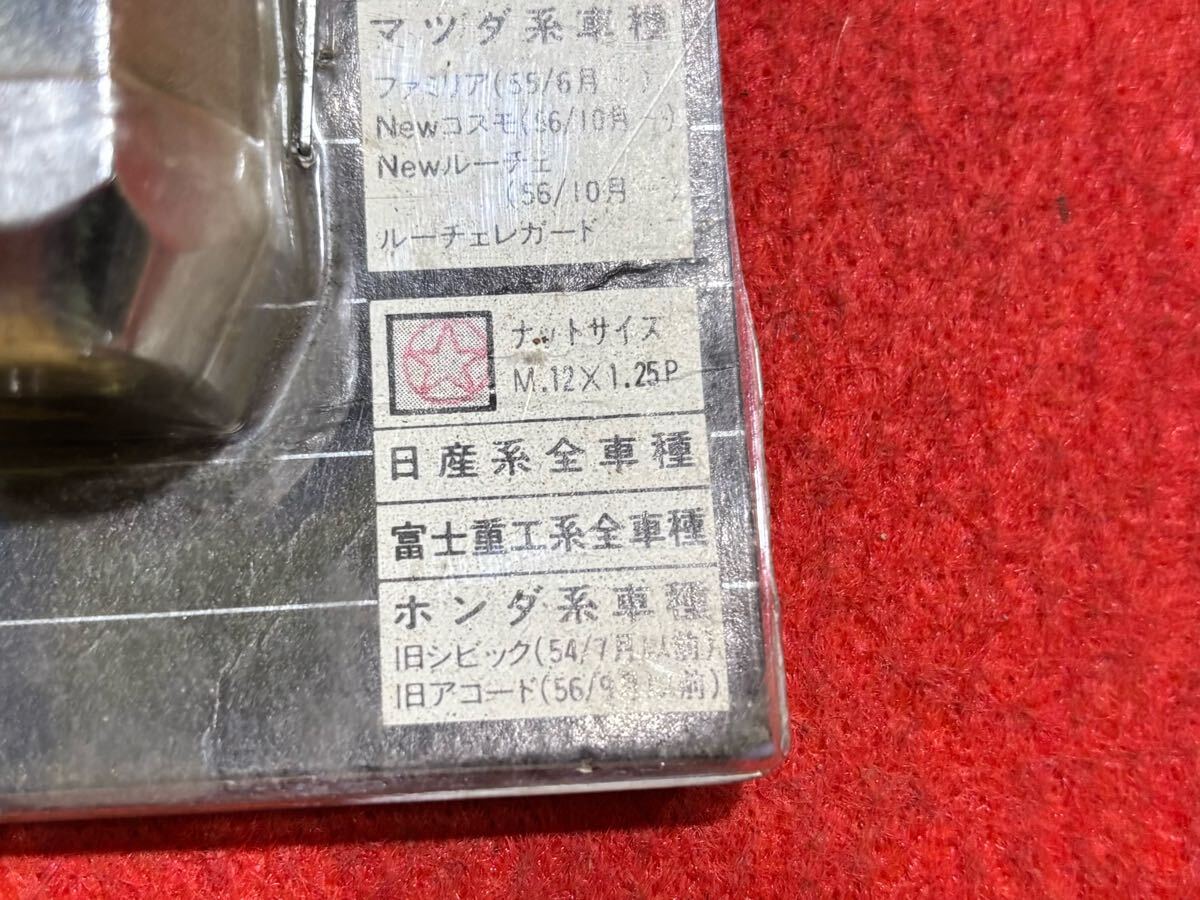 マツダ系車種
ファミリア(55/6月 )
Newコスモ(56/10月~)
Newルーチェ
(56/10月 )
ルーチェレガード
ナットサイズ
M.12×1.25P
日産系全車種
富士重工系全車種
ホンダ系車種
旧シビック(54/7月以前)
旧アコード(56/9月以前)